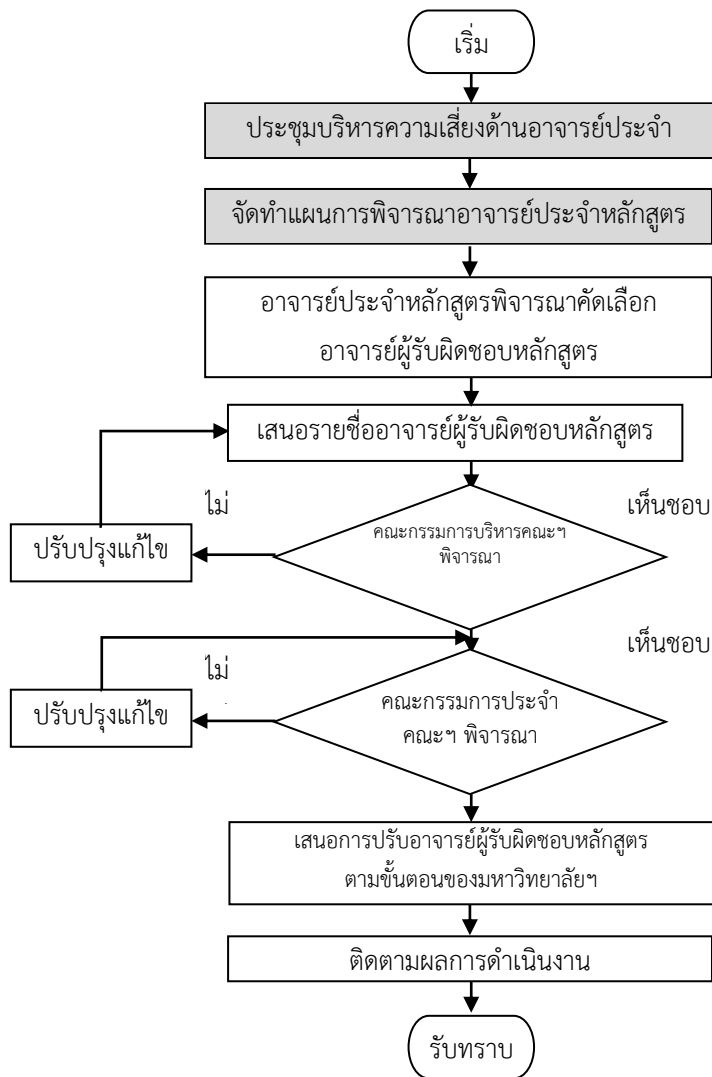 เริ่ม
ประชุมบริหารความเสี่ยงด้านอาจารย์ประจำ
จัดทำแผนการพิจารณาอาจารย์ประจำหลักสูตร
อาจารย์ประจำหลักสูตรพิจารณาคัดเลือก
อาจารย์ผู้รับผิดชอบหลักสูตร
เสนอรายชื่ออาจารย์ผู้รับผิดชอบหลักสูตร
ไม่
เห็นชอบ
ปรับปรุงแก้ไข
คณะกรรมการบริหารคณะฯ
พิจารณา
ไม่
เห็นชอบ
ปรับปรุงแก้ไข
คณะกรรมการประจำ
คณะฯ พิจารณา
เสนอการปรับอาจารย์ผู้รับผิดชอบหลักสูตร
ตามขั้นตอนของมหาวิทยาลัยฯ
ติดตามผลการดำเนินงาน
รับทราบ